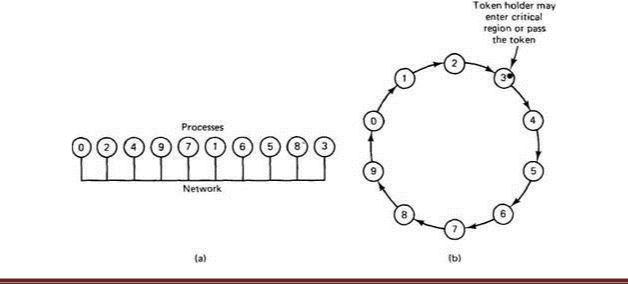 Token holder may
enter critical
region or pass
the token
Processes
0 2 4 9 7 1 6 5 8 3
Network
(a)
2
1
3
0
4
9
5
8
6
7
(b)